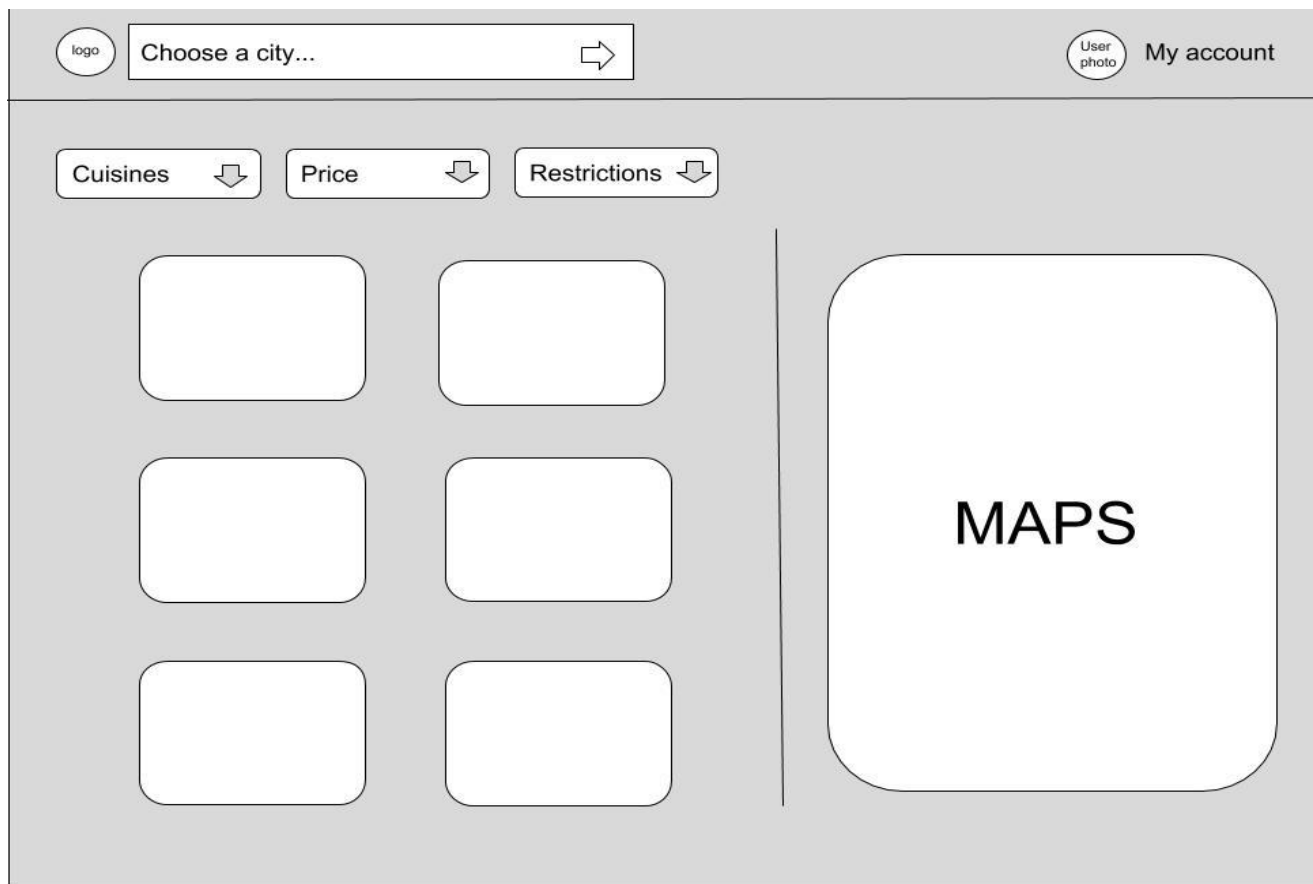 logo
Choose a city...
User
photo
My account
Cuisines
Price
Restrictions
MAPS